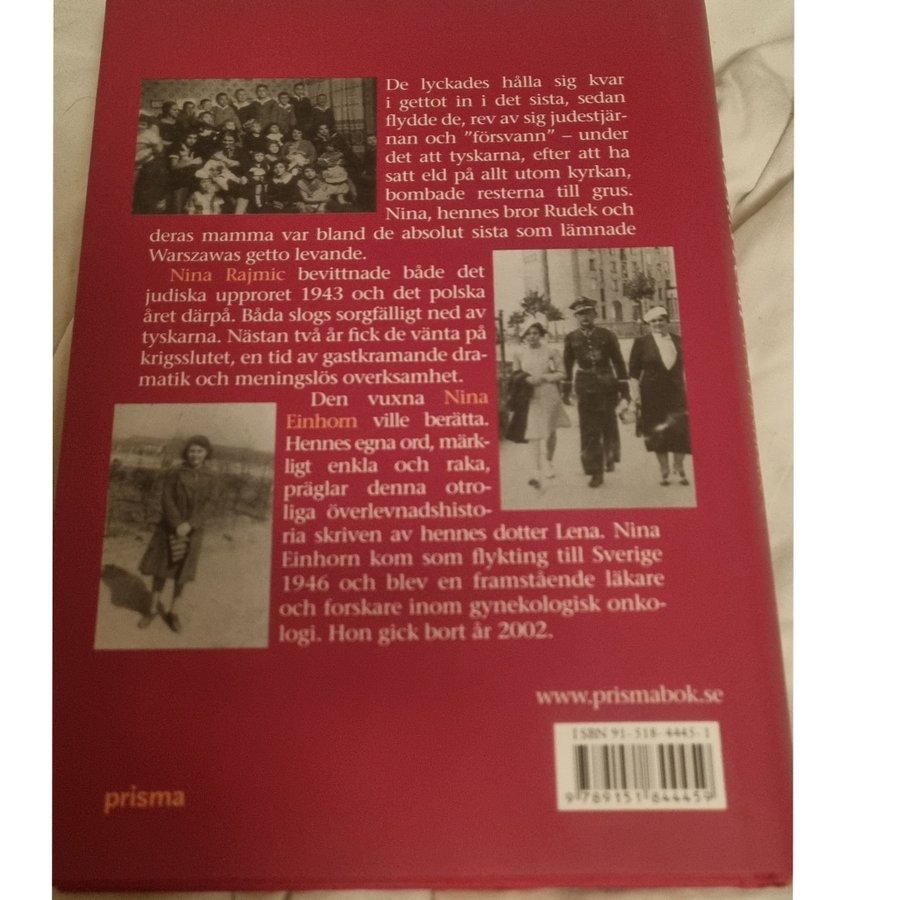 De lyckades hålla sig kvar
i gettot in i det sista, sedan
flydde de, rev av sig judestjär-
nan och ”försvann” – under
det att tyskarna, efter att ha
satt eld på allt utom kyrkan,
bombade resterna till grus.
Nina, hennes bror Rudek och
deras mamma var bland de absolut sista som lämnade
Warszawas getto levande.
Nina Rajmic bevittnade både det
judiska upproret 1943 och det polska
året därpå. Båda slogs sorgfälligt ned av
tyskarna. Nästan två år fick de vänta på
krigsslutet, en tid av gastkramande dra-
matik och meningslös overksamhet.
Den vuxna Nina
Einhorn ville berätta.
Hennes egna ord, märk-
ligt enkla och raka,
präglar denna otro-
liga överlevnadshisto-
ria skriven av hennes dotter Lena. Nina
Einhorn kom som flykting till Sverige
1946 och blev en framstående läkare
och forskare inom gynekologisk onko-
logi. Hon gick bort år 2002.
www.prismabok.se
ISBN 91-518-4445-1
9 789151 844459
prisma